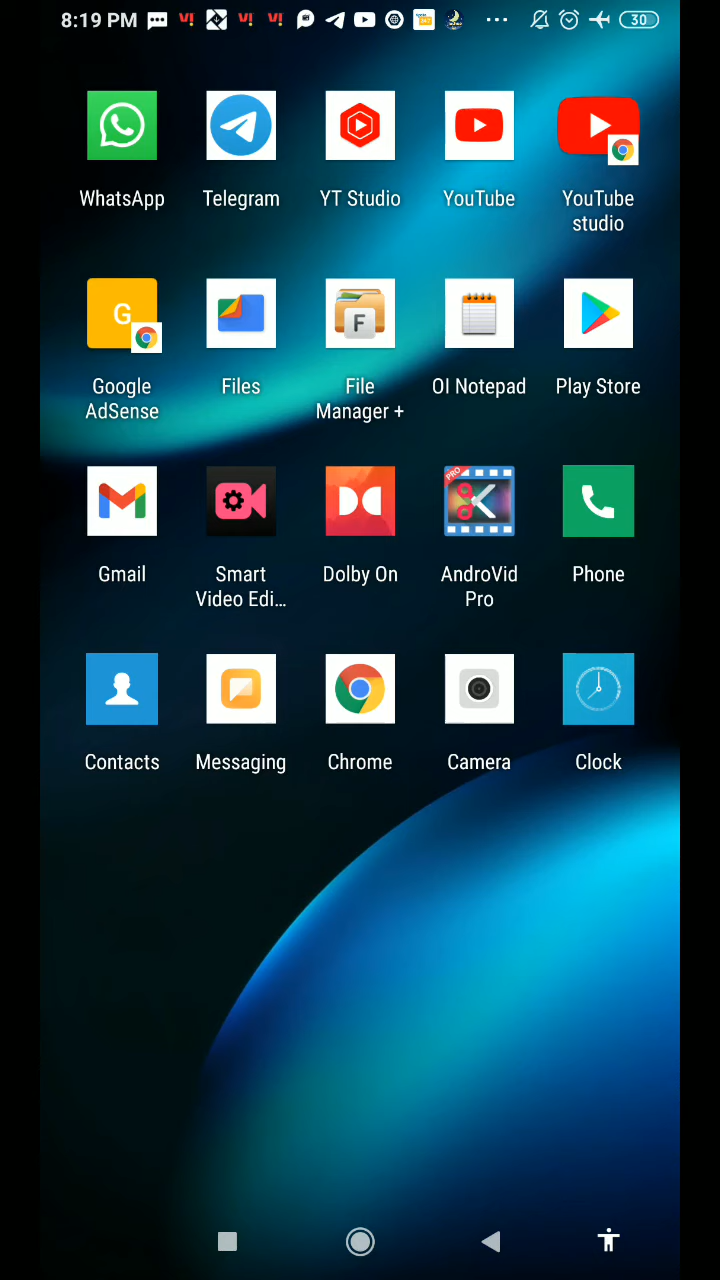 8:19 PM
30
WhatsApp
Telegram
YT Studio
YouTube
YouTube
studio
G
Google
AdSense
Files
F
File
Manager +
OI Notepad
Play Store
Gmail
Smart
Video Edi...
Dolby On
PRO
AndroVid
Pro
Phone
Contacts
Messaging
Chrome
Camera
Clock